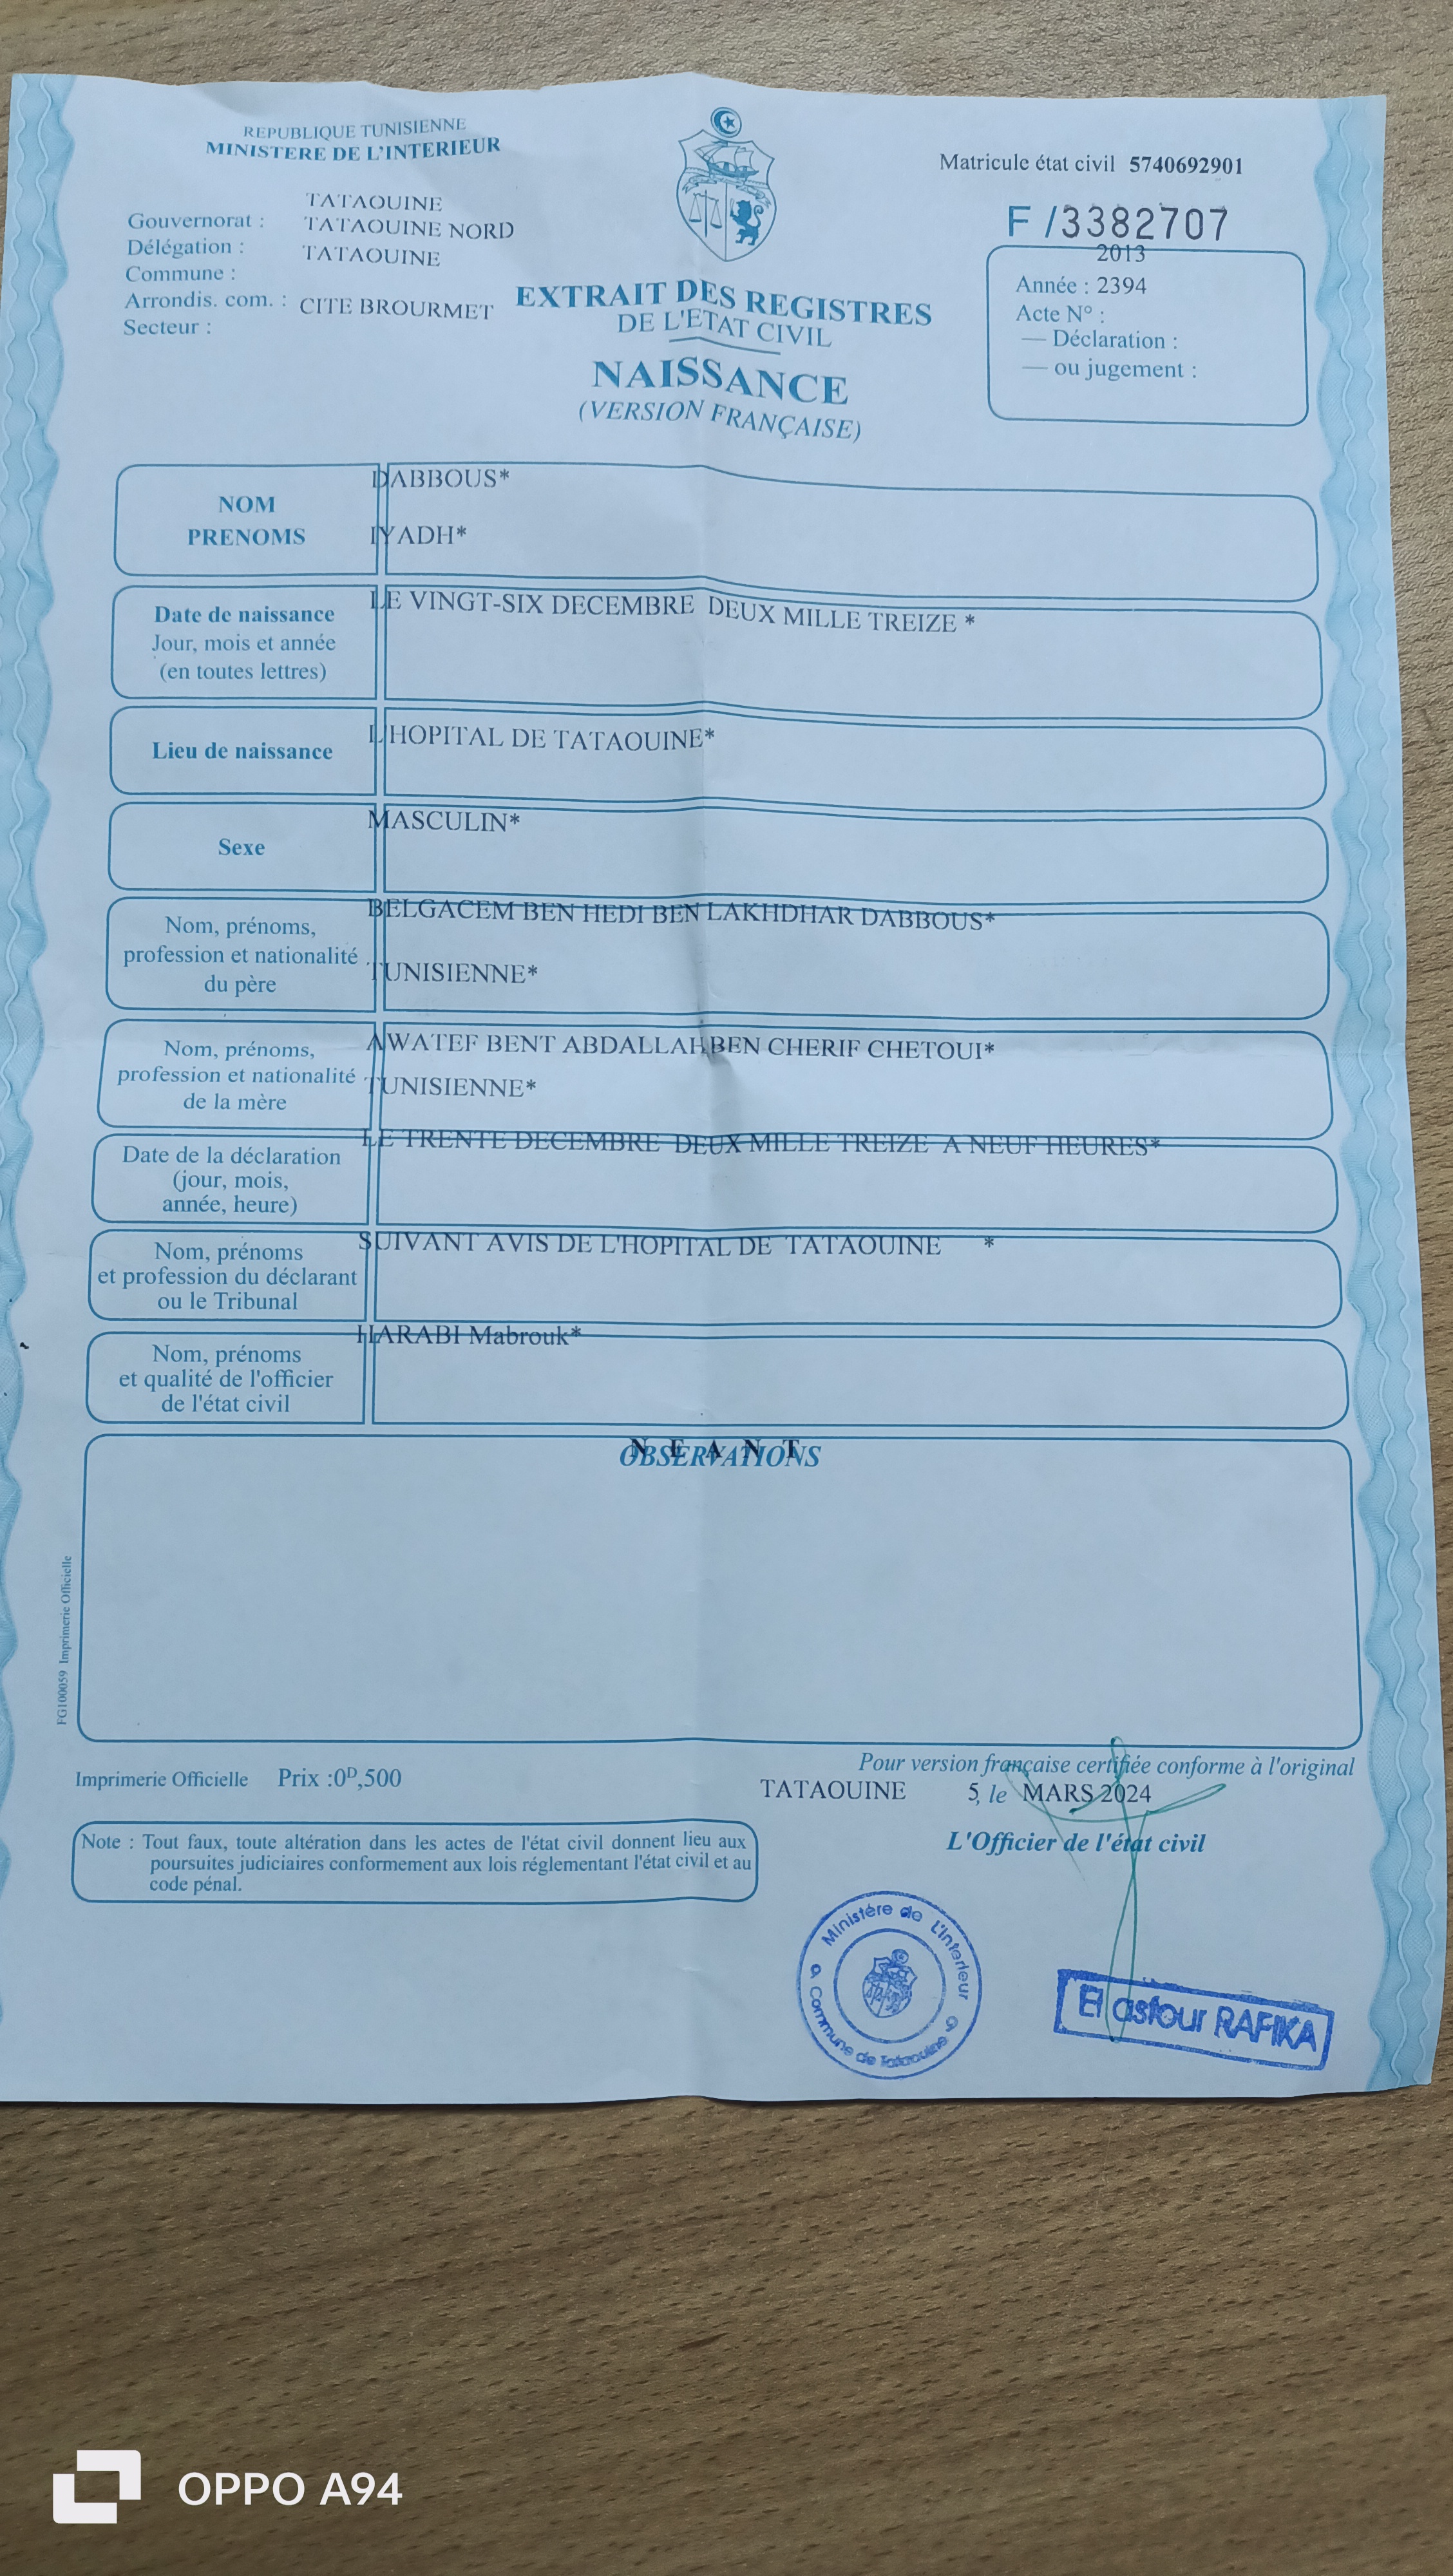 REPUBLIQUE TUNISIENNE
MINISTERE DE L'INTERIEUR
TATAOUINE
Gouvernorat : TATAOUINE NORD
Délégation : TATAOUINE
Commune :
Arrondis. com. : CITE BROURMET
Secteur :
Matricule état civil 5740692901
F /3382707
2013
Année : 2394
Acte N° :
— Déclaration :
— ou jugement :
EXTRAIT DES REGISTRES
DE L'ETAT CIVIL
NAISSANCE
(VERSION FRANÇAISE)
NOM DABBOUS*
PRENOMS IYADH*
Date de naissance
Jour, mois et année
(en toutes lettres)
LE VINGT-SIX DECEMBRE DEUX MILLE TREIZE *
Lieu de naissance
L'HOPITAL DE TATAOUINE*
Sexe
MASCULIN*
Nom, prénoms,
profession et nationalité
du père
BELGACEM BEN HEDI BEN LAKHDHAR DABBOUS*
TUNISIENNE*
Nom, prénoms,
profession et nationalité
de la mère
AWATEF BENT ABDALLAH BEN CHERIF CHETOUI*
TUNISIENNE*
Date de la déclaration
(jour, mois,
année, heure)
LE TRENTE DECEMBRE DEUX MILLE TREIZE A NEUF HEURES*
Nom, prénoms
et profession du déclarant
ou le Tribunal
SUIVANT AVIS DE L'HOPITAL DE TATAOUINE *
Nom, prénoms
et qualité de l'officier
de l'état civil
HARABI Mabrouk*
N E A N T
OBSERVATIONS
FG100059 Imprimerie Officielle
Imprimerie Officielle Prix :0D,500
Pour version française certifiée conforme à l'original
TATAOUINE 5, le MARS 2024
L'Officier de l'état civil
Note : Tout faux, toute altération dans les actes de l'état civil donnent lieu aux
poursuites judiciaires conformement aux lois réglementant l'état civil et au
code pénal.
Ministère de L'Interieur
Commune de Tataouine
El asfour RAFIKA
OPPO A94